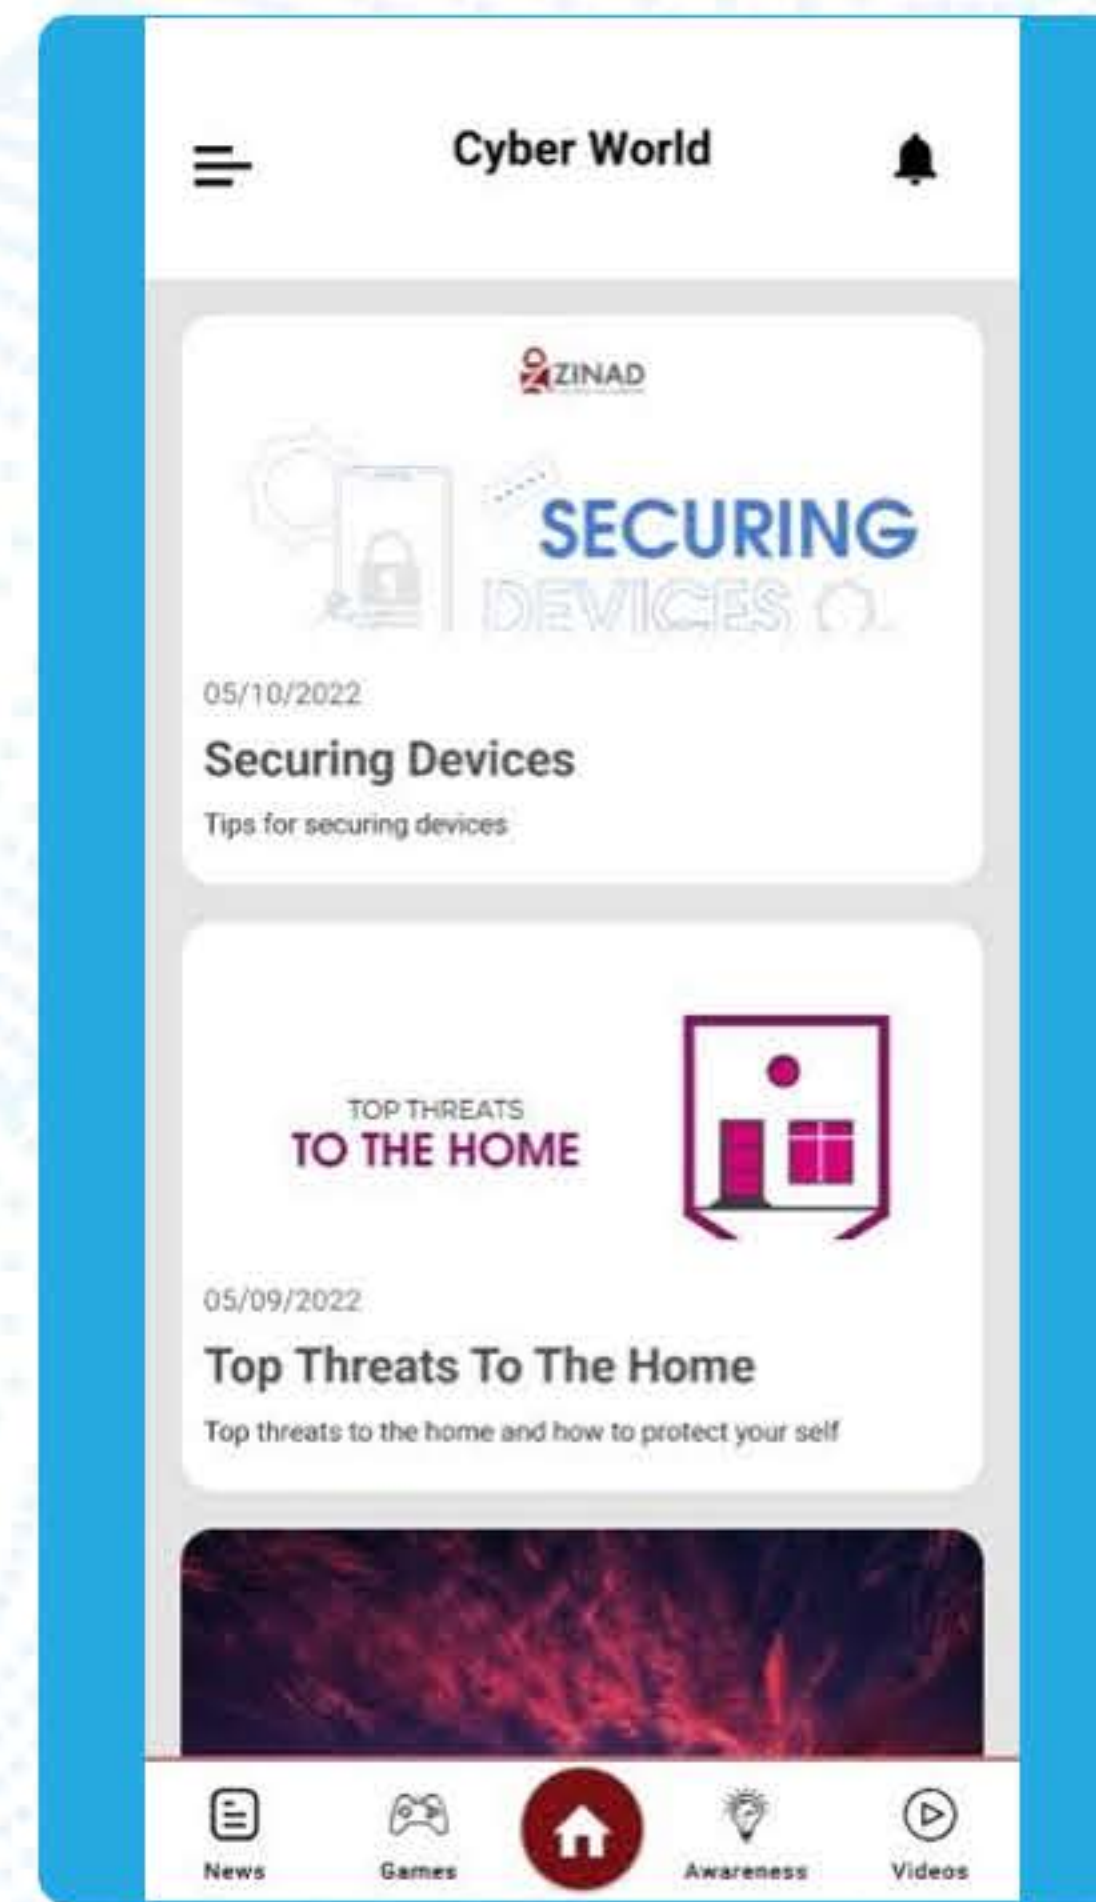 Cyber World
ZINAD
SECURING
DEVICES
05/10/2022
Securing Devices
Tips for securing devices
TOP THREATS
TO THE HOME
05/09/2022
Top Threats To The Home
Top threats to the home and how to protect your self
News
Games
Awareness
Videos